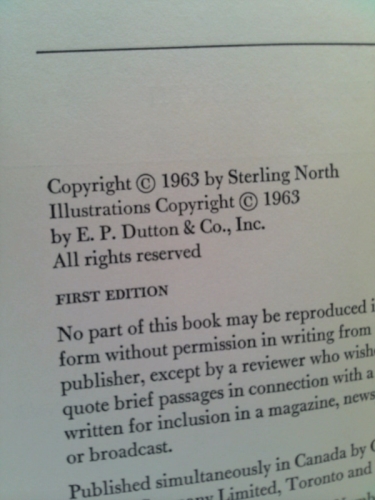 Copyright © 1963 by Sterling North
Illustrations Copyright © 1963
by E. P. Dutton & Co., Inc.
All rights reserved
FIRST EDITION
No part of this book may be reproduced i
form without permission in writing from
publisher, except by a reviewer who wish
quote brief passages in connection with a
written for inclusion in a magazine, news
or broadcast.
Published simultaneously in Canada by C
Company Limited, Toronto and